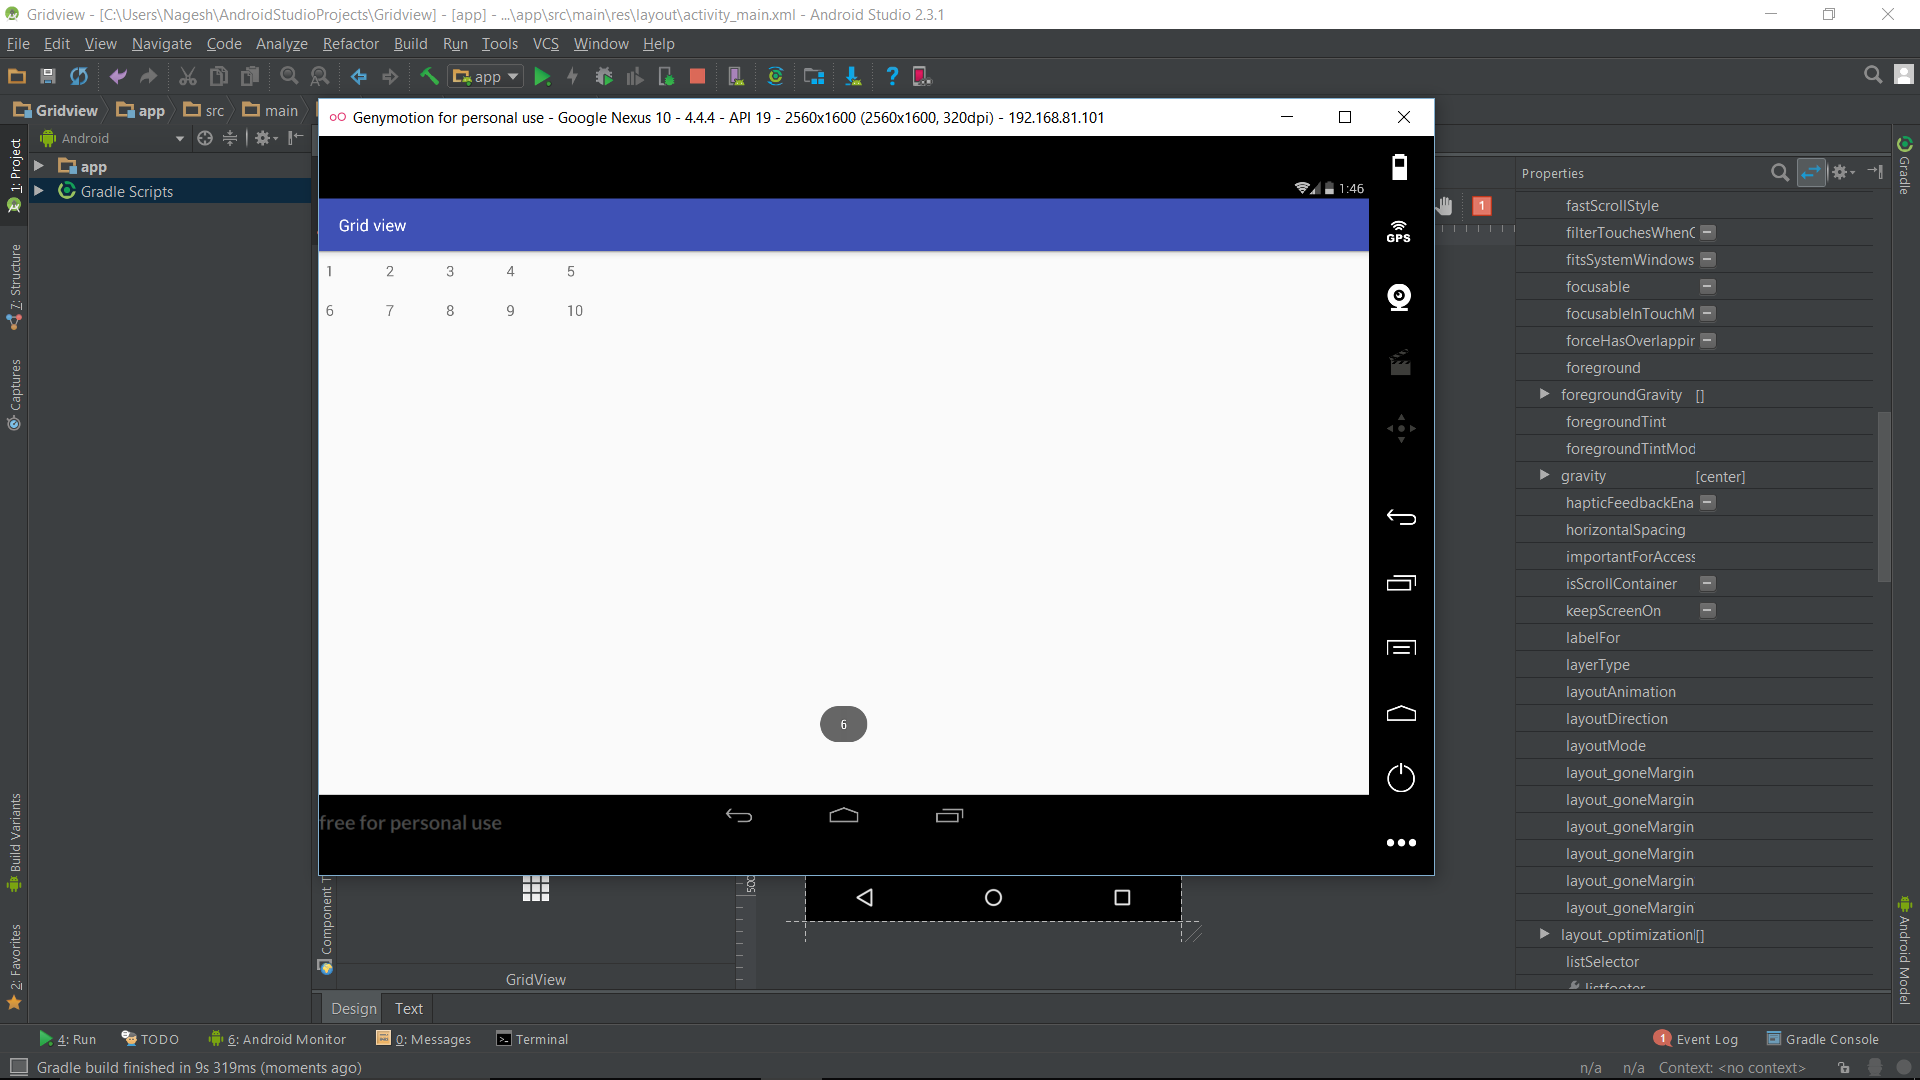 Gridview - [C:\Users\Nagesh\AndroidStudioProjects\Gridview] - [app] - ...\app\src\main\res\layout\activity_main.xml - Android Studio 2.3.1
File Edit View Navigate Code Analyze Refactor Build Run Tools VCS Window Help
app
Gridview app src main
Genymotion for personal use - Google Nexus 10 - 4.4.4 - API 19 - 2560x1600 (2560x1600, 320dpi) - 192.168.81.101
Android
1: Project
app
Gradle Scripts
Z: Structure
Captures
Build Variants
2: Favorites
1:46
Grid view
1 2 3 4 5
6 7 8 9 10
6
free for personal use
GPS
Component T
500
GridView
Design Text
Properties
1
fastScrollStyle
filterTouchesWhenO
fitsSystemWindows
focusable
focusableInTouchM
forceHasOverlappin
foreground
foregroundGravity []
foregroundTint
foregroundTintMod
gravity [center]
hapticFeedbackEna
horizontalSpacing
importantForAccess
isScrollContainer
keepScreenOn
labelFor
layerType
layoutAnimation
layoutDirection
layoutMode
layout_goneMargin
layout_goneMargin
layout_goneMargin
layout_goneMargin
layout_goneMargin
layout_goneMargin
layout_optimization []
listSelector
listfooter
Gradle
Android Model
4: Run TODO 6: Android Monitor 0: Messages Terminal
1 Event Log Gradle Console
Gradle build finished in 9s 319ms (moments ago)
n/a n/a Context: <no context>